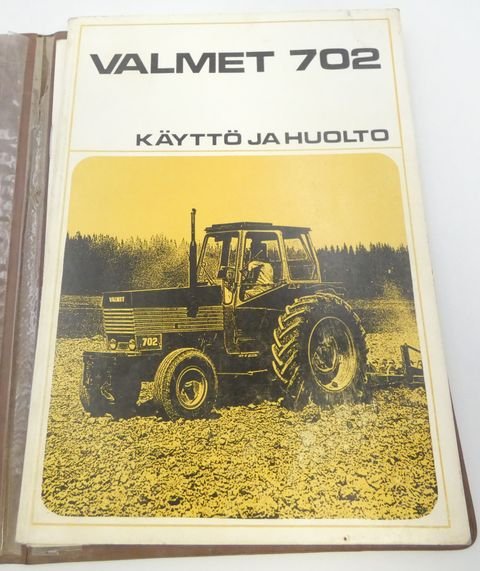 VALMET 702
KÄYTTÖ JA HUOLTO
VALMET
702